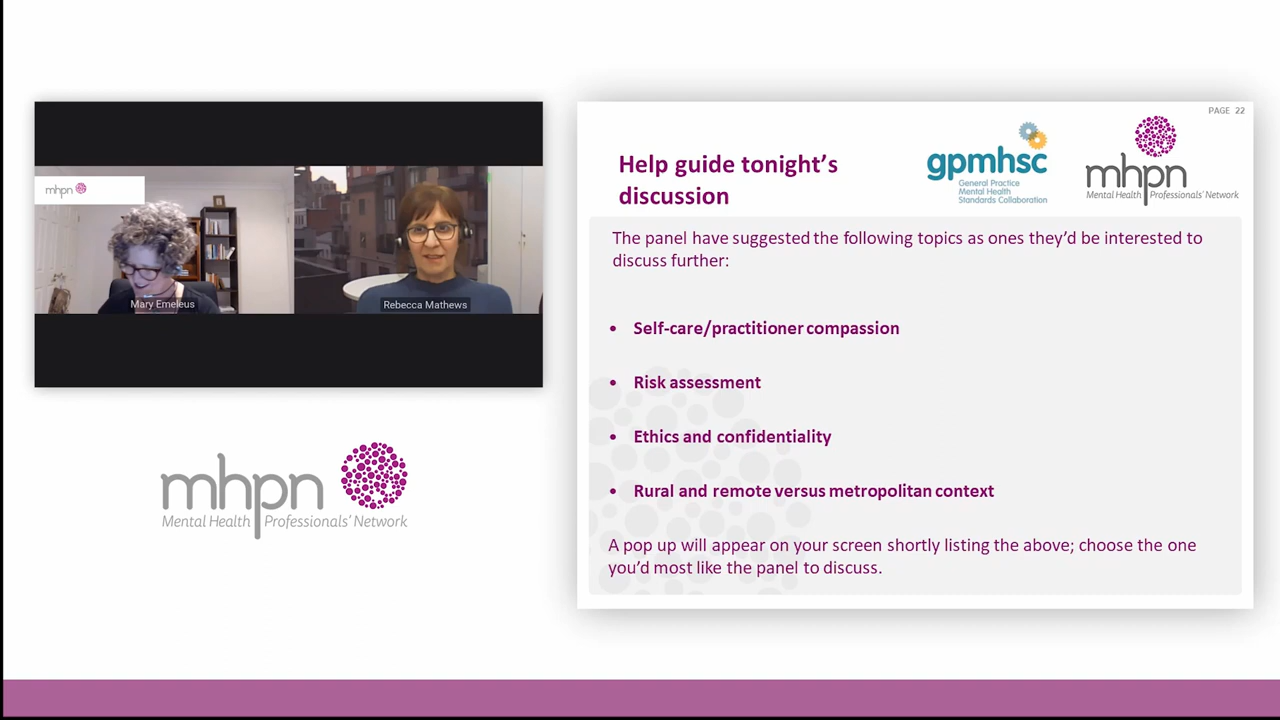 mhpn
Mary Emeleus
Rebecca Mathews
mhpn
Mental Health Professionals' Network
PAGE 22
Help guide tonight's
discussion
gpmhsc
General Practice
Mental Health
Standards Collaboration
mhpn
Mental Health Professionals' Network
The panel have suggested the following topics as ones they'd be interested to
discuss further:
• Self-care/practitioner compassion
• Risk assessment
• Ethics and confidentiality
• Rural and remote versus metropolitan context
A pop up will appear on your screen shortly listing the above; choose the one
you'd most like the panel to discuss.